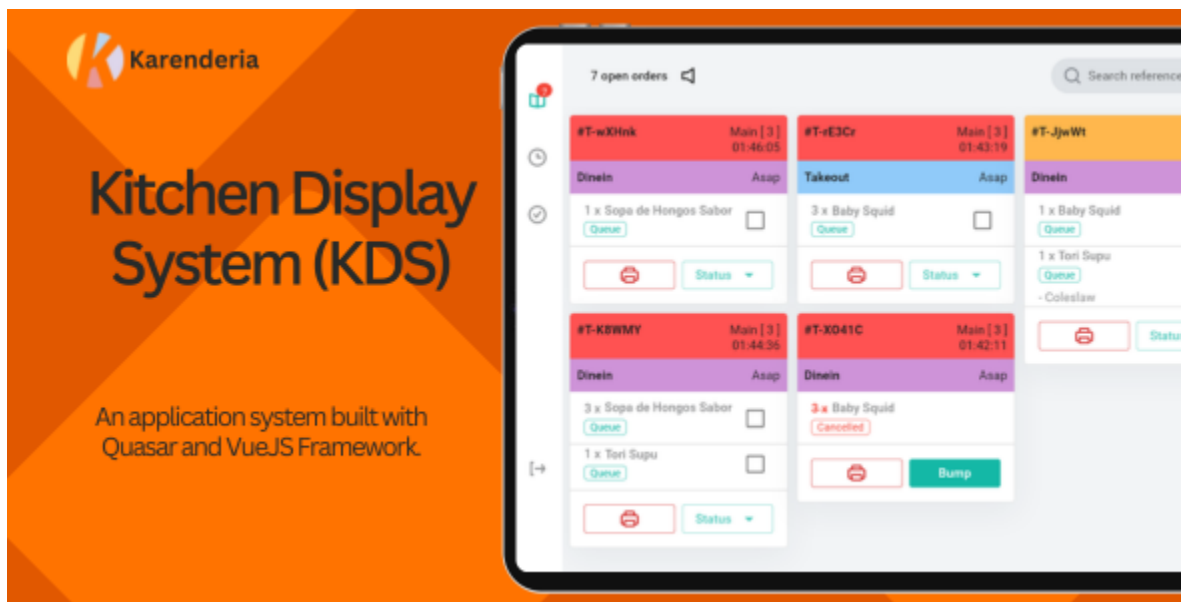 Karenderia
Kitchen Display
System (KDS)
An application system built with
Quasar and VueJS Framework.
7 open orders
Search reference
#T-wXHnk Main [ 3 ]
01:46:05
Dinein Asap
1 x Sopa de Hongos Sabor
Queue
Status
#T-rE3Cr Main [ 3 ]
01:43:19
Takeout Asap
3 x Baby Squid
Queue
Status
#T-JjwWt
Dinein
1 x Baby Squid
Queue
1 x Tori Supu
Queue
- Coleslaw
Statu
#T-K8WMY Main [ 3 ]
01:44:36
Dinein Asap
3 x Sopa de Hongos Sabor
Queue
1 x Tori Supu
Queue
Status
#T-XO41C Main [ 3 ]
01:42:11
Dinein Asap
3 x Baby Squid
Cancelled
Bump